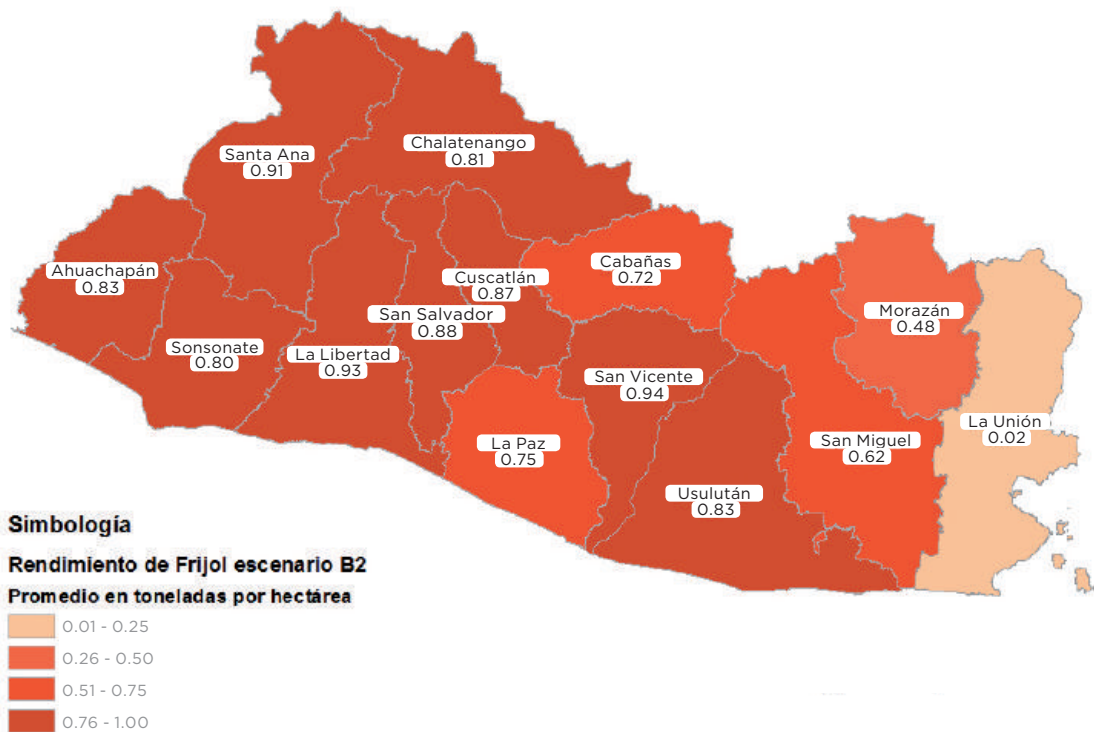 Chalatenango
0.81
Santa Ana
0.91
Ahuachapán
0.83
Cabañas
0.72
Cuscatlán
0.87
Morazán
0.48
San Salvador
0.88
Sonsonate
0.80
La Libertad
0.93
San Vicente
0.94
La Unión
0.02
La Paz
0.75
San Miguel
0.62
Usulután
0.83
Simbología
Rendimiento de Frijol escenario B2
Promedio en toneladas por hectárea
0.01 - 0.25
0.26 - 0.50
0.51 - 0.75
0.76 - 1.00